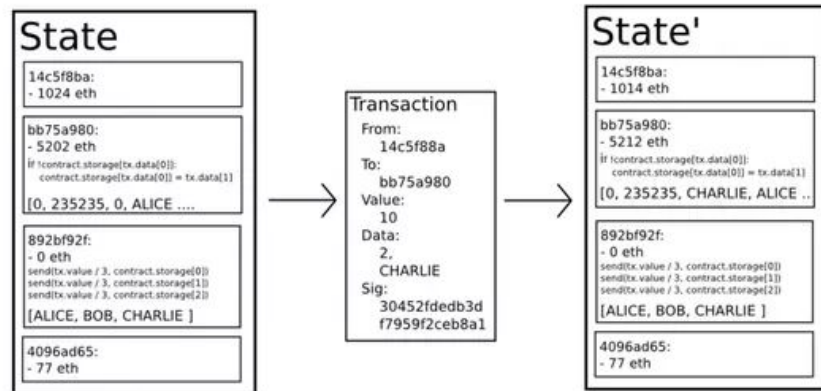 State
14c5f8ba:
- 1024 eth
bb75a980:
- 5202 eth
if !contract.storage[tx.data[0]]:
contract.storage[tx.data[0]] = tx.data[1]
[0, 235235, 0, ALICE ....
892bf92f:
- 0 eth
send(tx.value / 3, contract.storage[0])
send(tx.value / 3, contract.storage[1])
send(tx.value / 3, contract.storage[2])
[ALICE, BOB, CHARLIE ]
4096ad65:
- 77 eth
Transaction
From:
14c5f88a
To:
bb75a980
Value:
10
Data:
2,
CHARLIE
Sig:
30452fdedb3d
f7959f2ceb8a1
State'
14c5f8ba:
- 1014 eth
bb75a980:
- 5212 eth
if !contract.storage[tx.data[0]]:
contract.storage[tx.data[0]] = tx.data[1]
[0, 235235, CHARLIE, ALICE ..
892bf92f:
- 0 eth
send(tx.value / 3, contract.storage[0])
send(tx.value / 3, contract.storage[1])
send(tx.value / 3, contract.storage[2])
[ALICE, BOB, CHARLIE ]
4096ad65:
- 77 eth